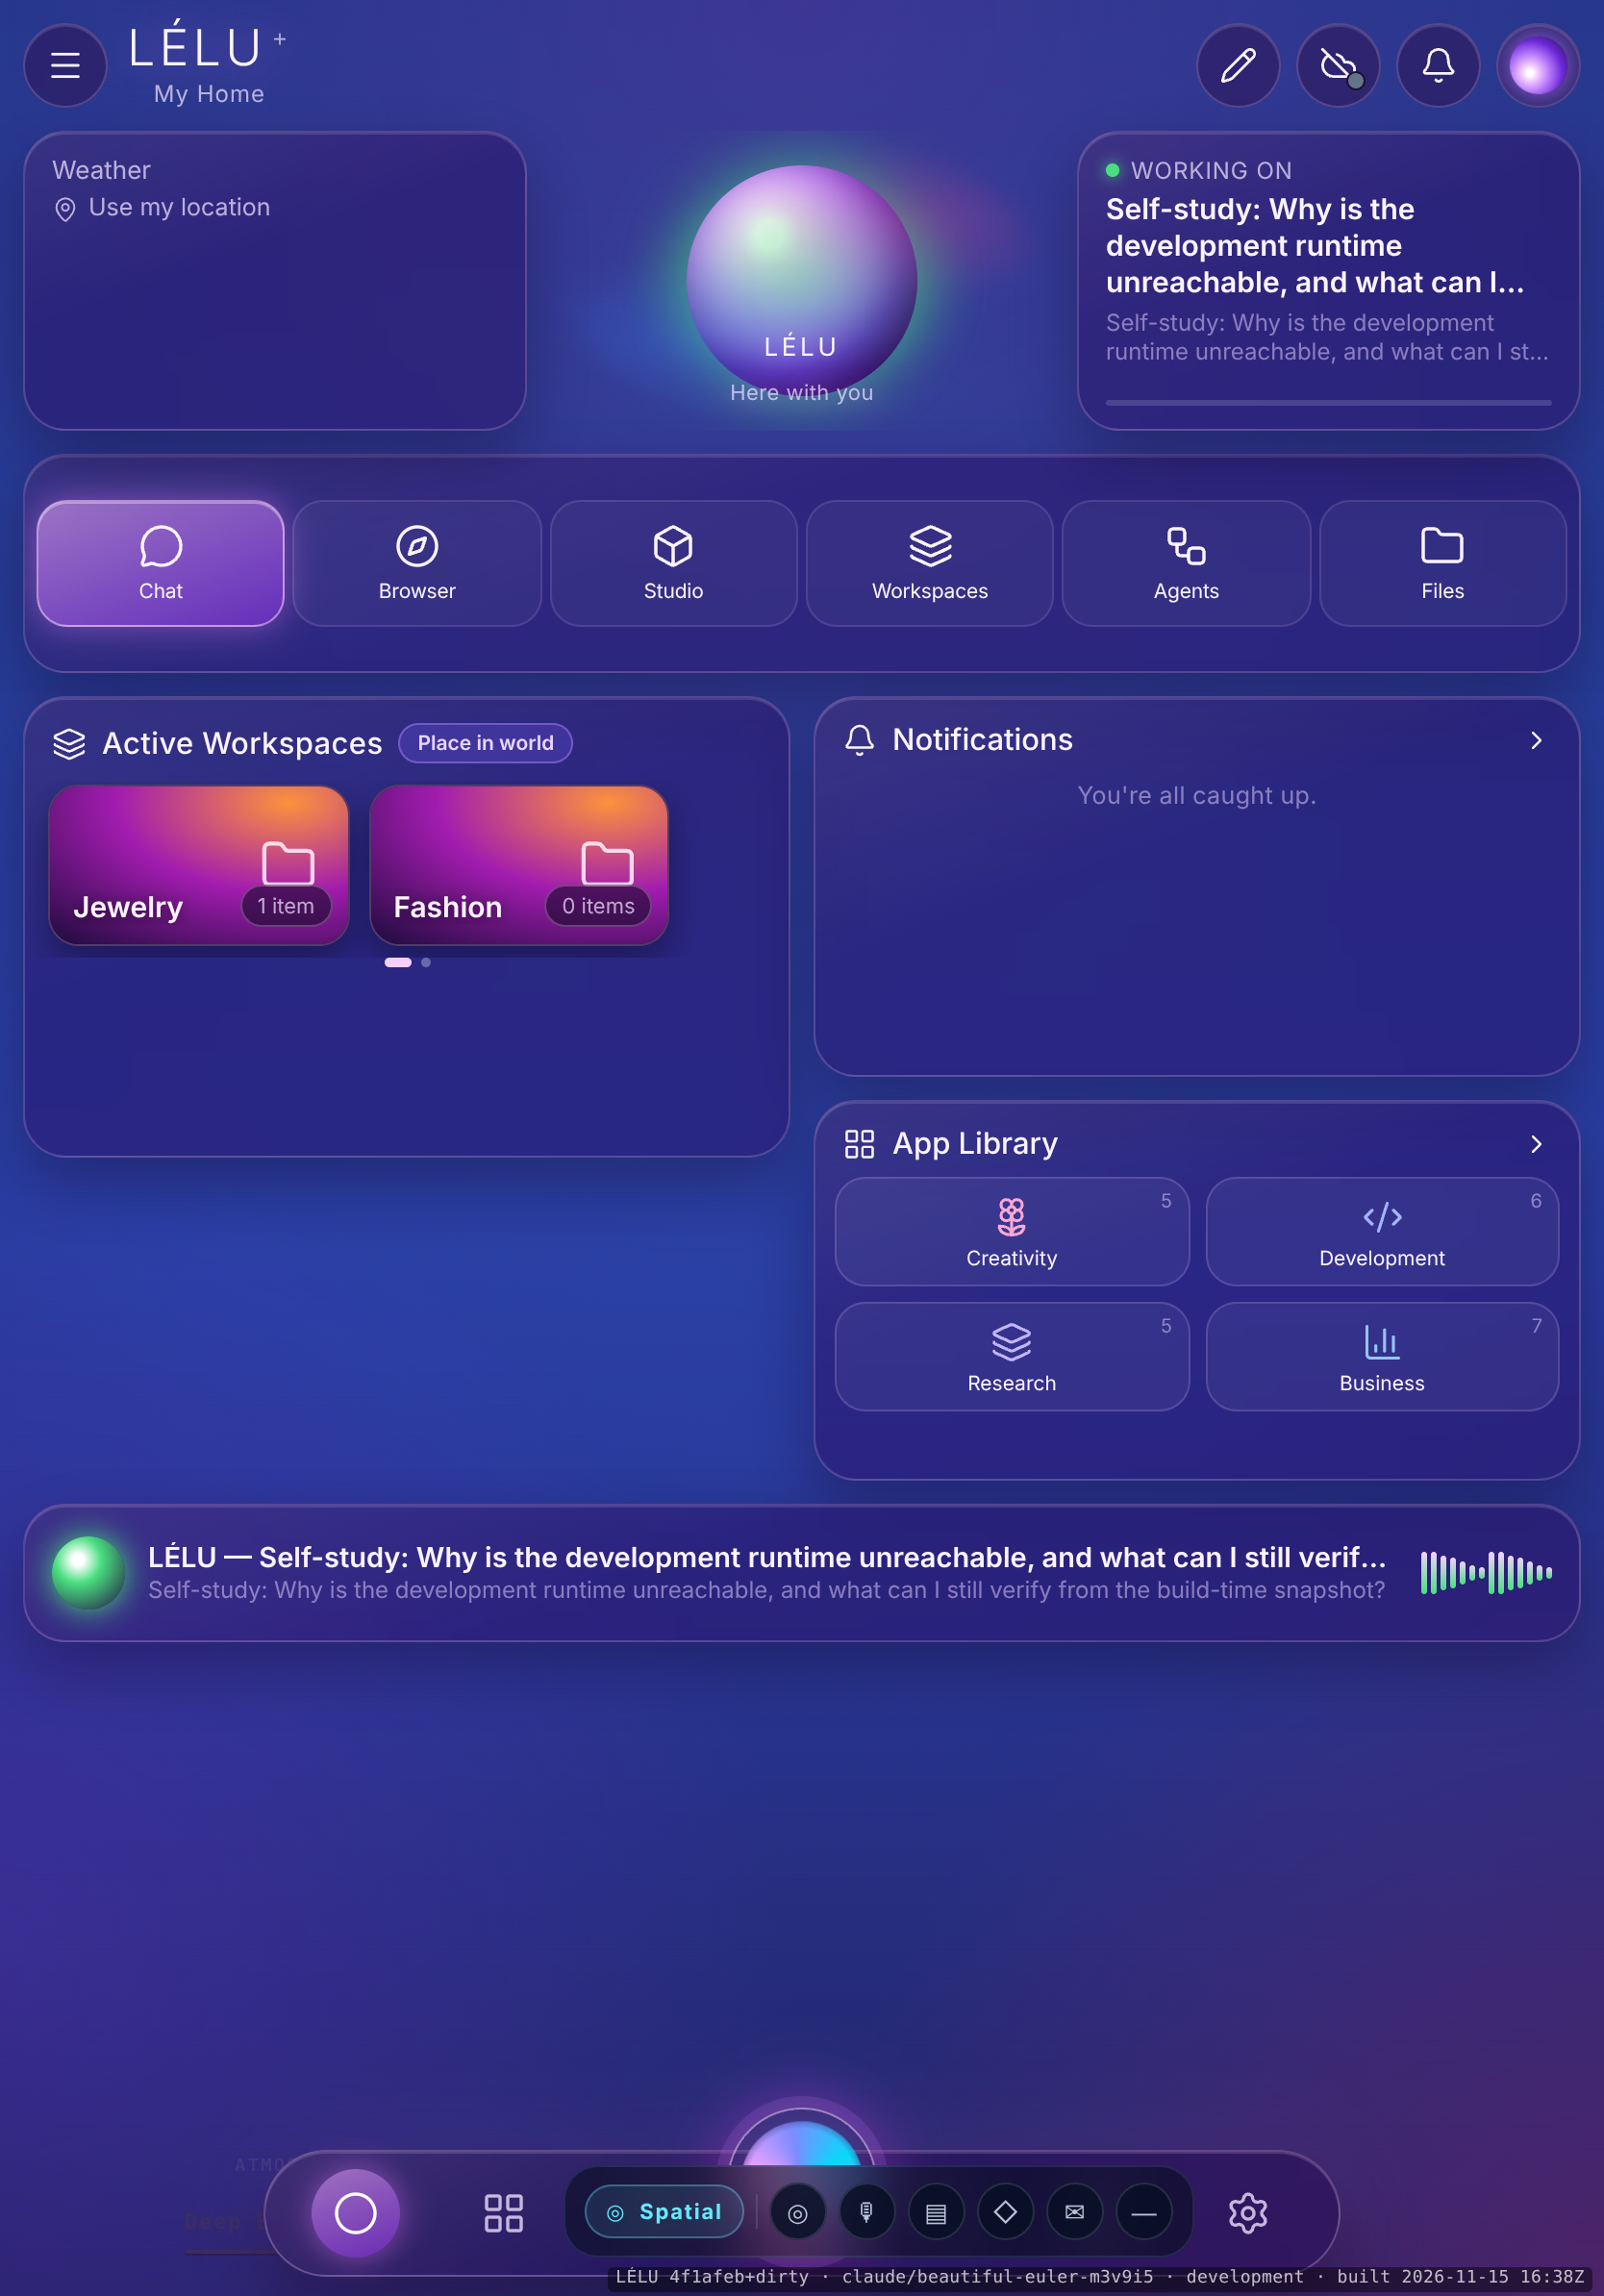 LÉLU +
My Home
Weather
Use my location
LÉLU
Here with you
WORKING ON
Self-study: Why is the
development runtime
unreachable, and what can I...
Self-study: Why is the development
runtime unreachable, and what can I st...
Chat
Browser
Studio
Workspaces
Agents
Files
Active Workspaces
Place in world
Jewelry
1 item
Fashion
0 items
Notifications
You're all caught up.
App Library
5
Creativity
6
Development
5
Research
7
Business
LÉLU — Self-study: Why is the development runtime unreachable, and what can I still verif...
Self-study: Why is the development runtime unreachable, and what can I still verify from the build-time snapshot?
Deep
Spatial
LÉLU 4f1afeb+dirty · claude/beautiful-euler-m3v9i5 · development · built 2026-11-15 16:38Z